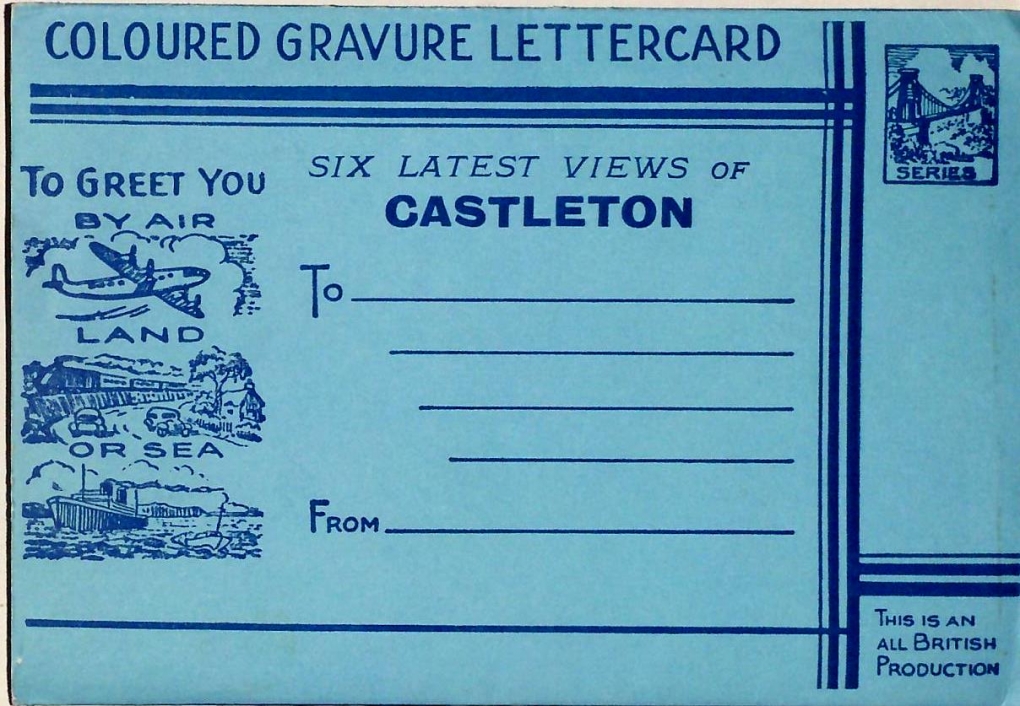 COLOURED GRAVURE LETTERCARD
SERIES
TO GREET YOU
BY AIR
LAND
OR SEA
SIX LATEST VIEWS OF
CASTLETON
TO
FROM
THIS IS AN
ALL BRITISH
PRODUCTION